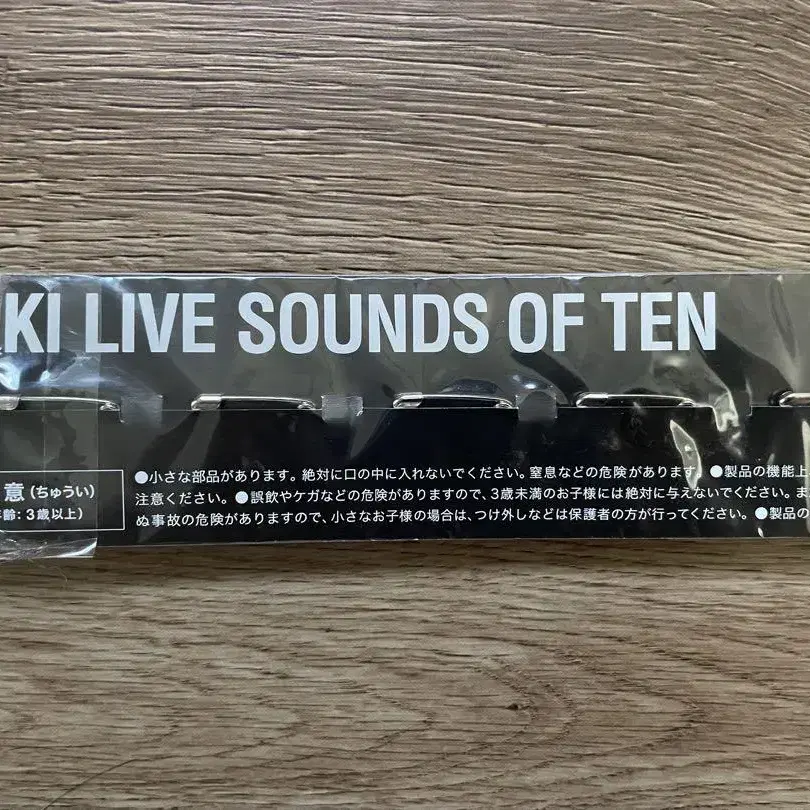 KI LIVE SOUNDS OF TEN
意(ちゅうい)
齢:3歳以上)
●小さな部品があります。絶対に口の中に入れないでください。窒息などの危険があります。●製品の機能上
注意ください。●誤飲やケガなどの危険がありますので、3歳未満のお子様には絶対に与えないでください。ま
ぬ事故の危険がありますので、小さなお子様の場合は、つけ外しなどは保護者の方が行ってください。●製品の